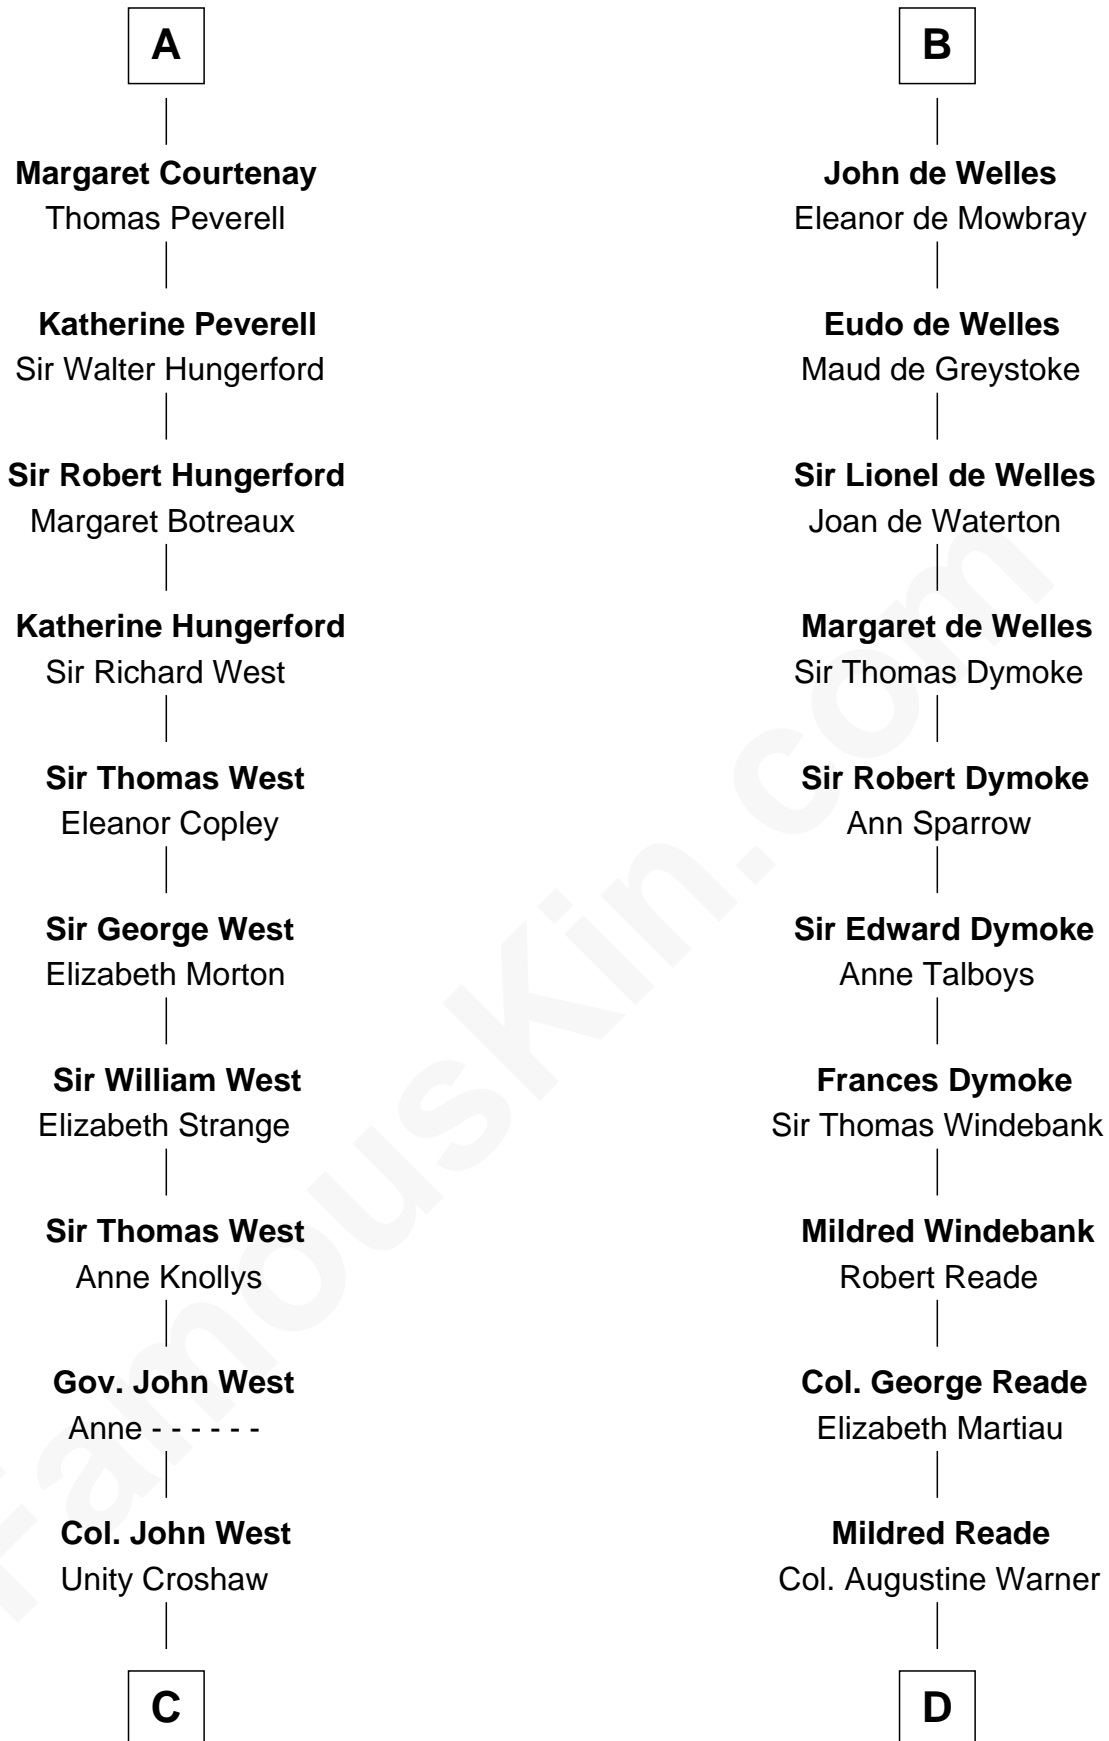 A
Margaret Courtenay
Thomas Peverell
Katherine Peverell
Sir Walter Hungerford
Sir Robert Hungerford
Margaret Botreaux
Katherine Hungerford
Sir Richard West
Sir Thomas West
Eleanor Copley
Sir George West
Elizabeth Morton
Sir William West
Elizabeth Strange
Sir Thomas West
Anne Knollys
Gov. John West
Anne - - - - - -
Col. John West
Unity Croshaw
C
B
John de Welles
Eleanor de Mowbray
Eudo de Welles
Maud de Greystoke
Sir Lionel de Welles
Joan de Waterton
Margaret de Welles
Sir Thomas Dymoke
Sir Robert Dymoke
Ann Sparrow
Sir Edward Dymoke
Anne Talboys
Frances Dymoke
Sir Thomas Windebank
Mildred Windebank
Robert Reade
Col. George Reade
Elizabeth Martiau
Mildred Reade
Col. Augustine Warner
D
FamousKin.com